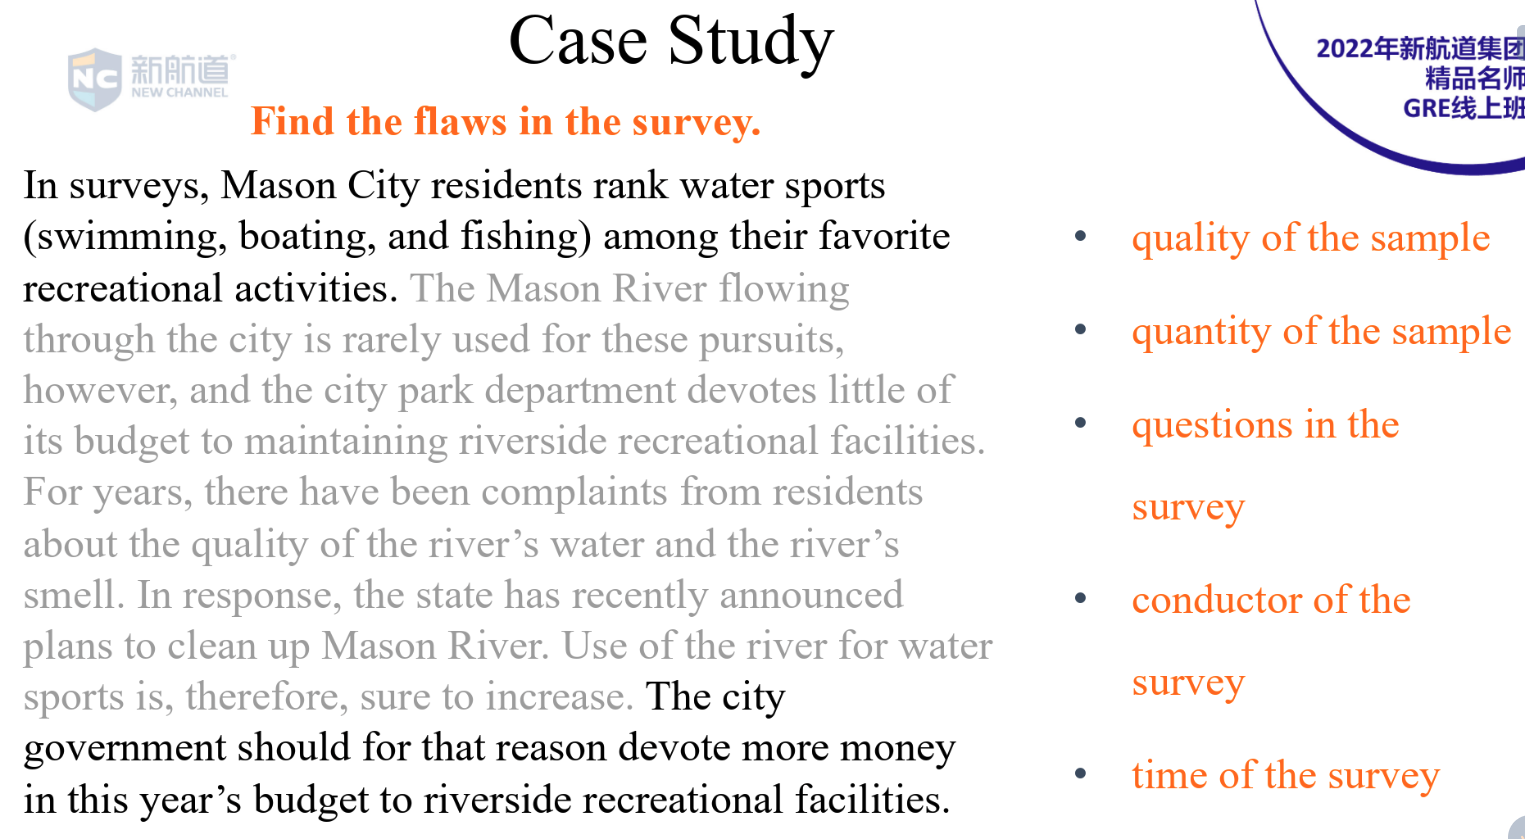 Case Study
新航道
NEW CHANNEL
2022年新航道集团
精品名师
GRE线上班
Find the flaws in the survey.
In surveys, Mason City residents rank water sports
(swimming, boating, and fishing) among their favorite
recreational activities. The Mason River flowing
through the city is rarely used for these pursuits,
however, and the city park department devotes little of
its budget to maintaining riverside recreational facilities.
For years, there have been complaints from residents
about the quality of the river’s water and the river’s
smell. In response, the state has recently announced
plans to clean up Mason River. Use of the river for water
sports is, therefore, sure to increase. The city
government should for that reason devote more money
in this year’s budget to riverside recreational facilities.
• quality of the sample
• quantity of the sample
• questions in the
survey
• conductor of the
survey
• time of the survey